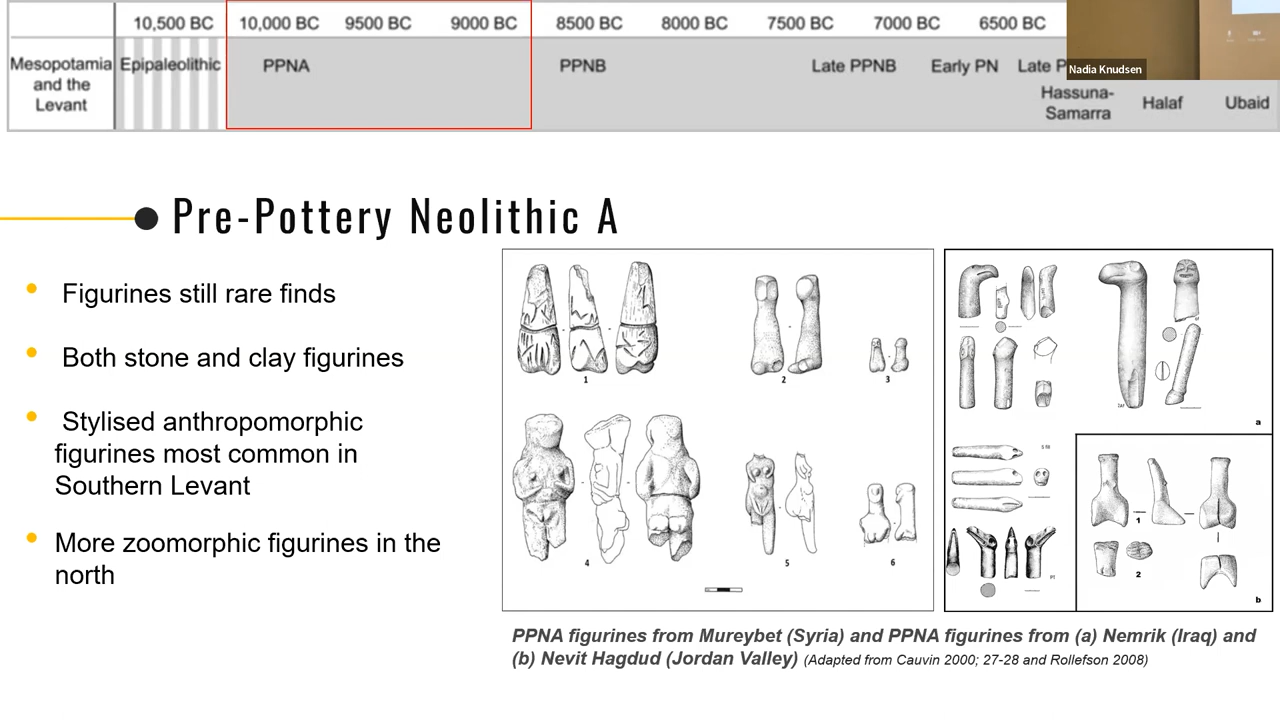 10,500 BC 10,000 BC 9500 BC 9000 BC 8500 BC 8000 BC 7500 BC 7000 BC 6500 BC
Mesopotamia and the Levant
Epipaleolithic PPNA PPNB Late PPNB Early PN Late
Hassuna-Samarra Halaf Ubaid
Nadia Knudsen
Pre-Pottery Neolithic A
Figurines still rare finds
Both stone and clay figurines
Stylised anthropomorphic
figurines most common in
Southern Levant
More zoomorphic figurines in the
north
1 2 3
4 5 6
a
1
2
b
PPNA figurines from Mureybet (Syria) and PPNA figurines from (a) Nemrik (Iraq) and
(b) Nevit Hagdud (Jordan Valley) (Adapted from Cauvin 2000; 27-28 and Rollefson 2008)